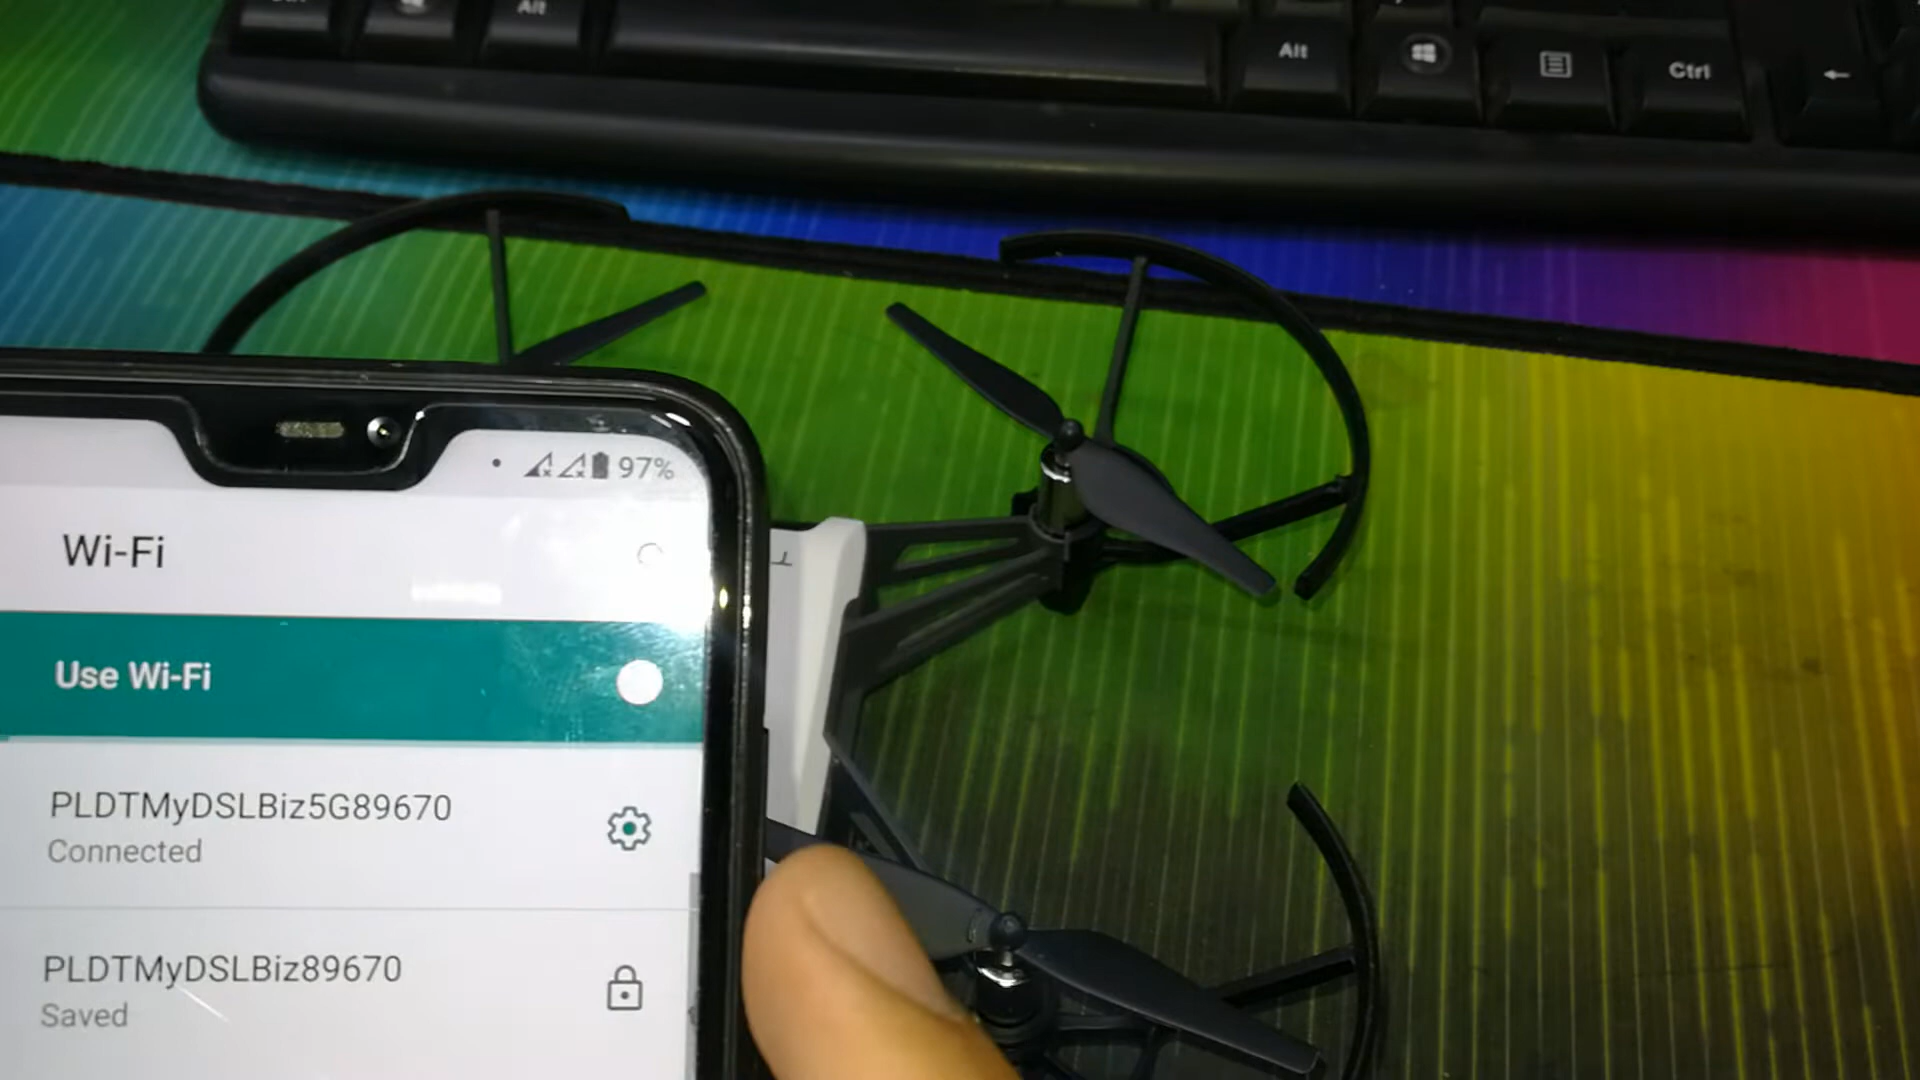 Alt
Alt
Ctrl
97%
Wi-Fi
Use Wi-Fi
PLDTMyDSLBiz5G89670
Connected
PLDTMyDSLBiz89670
Saved